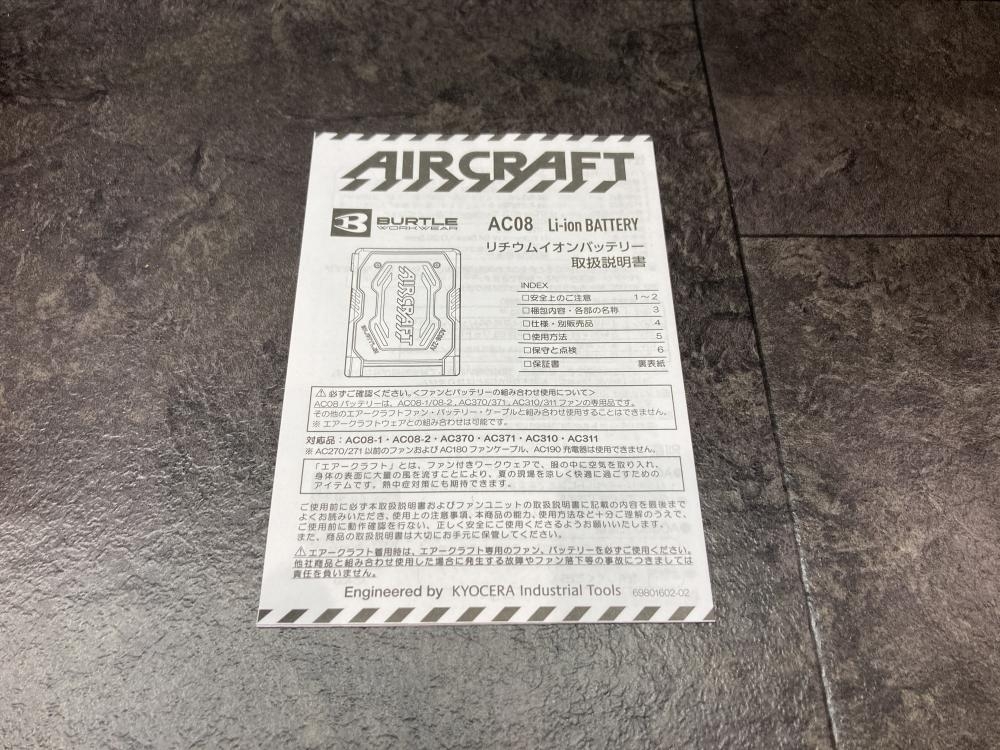 AIRCRAFT
BURTLE
WORKWEAR
AC08 Li-ion BATTERY
リチウムイオンバッテリー
取扱説明書
AIRCRAFT
BURTLE
AC08-22V
INDEX
□安全上のご注意 1〜2
□梱包内容・各部の名称 3
□仕様・別販売品 4
□使用方法 5
□保守と点検 6
□保証書 裏表紙
⚠必ずご確認ください。<ファンとバッテリーの組み合わせ使用について>
AC08 バッテリーは、AC08-1/08-2 , AC370/371 , AC310/311 ファンの専用品です。
その他のエアークラフトファン・バッテリー・ケーブルと組み合わせ使用することはできません。
※ エアークラフトウェアとの組み合わせは可能です。
対応品：AC08-1・AC08-2・AC370・AC371・AC310・AC311
※ AC270/271 以前のファンおよび AC180 ファンケーブル、AC190 充電器は使用できません。
「エアークラフト」とは、ファン付きワークウェアで、服の中に空気を取り入れ、
身体の表面に大量の風を流すことにより、夏の現場を涼しく快適に過ごすための
アイテムです。熱中症対策にも期待できます。
ご使用前に必ず本取扱説明書およびファンユニットの取扱説明書に記載の内容を最後まで
よくお読みいただき、使用上の注意事項、本商品の能力、使用方法など十分ご理解のうえで、
ご使用前に動作確認を行ない、正しく安全にご使用くださるようお願いいたします。
また、商品の取扱説明書は大切にお手元に保管してください。
⚠エアークラフト着用時は、エアークラフト専用のファン、バッテリーを必ずご使用ください。
他社商品と組み合わせ使用した場合に発生する故障やファン落下等の事故につきましては
責任を負いません。
Engineered by KYOCERA Industrial Tools 69801602-02